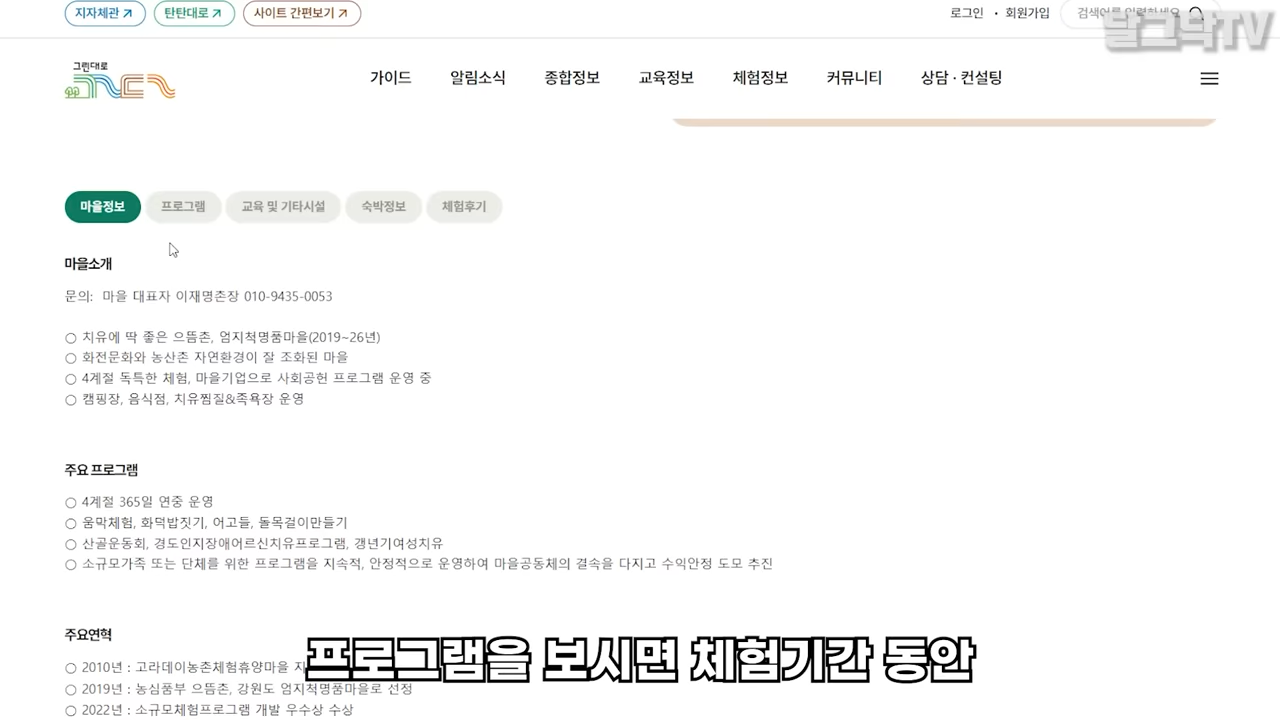 지자체관 탄탄대로 사이트 간편보기
로그인 · 회원가입
달그닥TV
그린대로
가이드 알림소식 종합정보 교육정보 체험정보 커뮤니티 상담 · 컨설팅
마을정보 프로그램 교육 및 기타시설 숙박정보 체험후기
마을소개
문의: 마을 대표자 이재명촌장 010-9435-0053
○ 치유에 딱 좋은 으뜸촌, 엄지척명품마을(2019~26년)
○ 화전문화와 농산촌 자연환경이 잘 조화된 마을
○ 4계절 독특한 체험, 마을기업으로 사회공헌 프로그램 운영 중
○ 캠핑장, 음식점, 치유찜질&족욕장 운영
주요 프로그램
○ 4계절 365일 연중 운영
○ 움막체험, 화덕밥짓기, 어고들, 돌목걸이만들기
○ 산골운동회, 경도인지장애어르신치유프로그램, 갱년기여성치유
○ 소규모가족 또는 단체를 위한 프로그램을 지속적, 안정적으로 운영하여 마을공동체의 결속을 다지고 수익안정 도모 추진
주요연혁
○ 2010년 : 고라데이농촌체험휴양마을
○ 2019년 : 농심품부 으뜸촌, 강원도 엄지척명품마을로 선정
○ 2022년 : 소규모체험프로그램 개발 우수상 수상
프로그램을 보시면 체험기간 동안